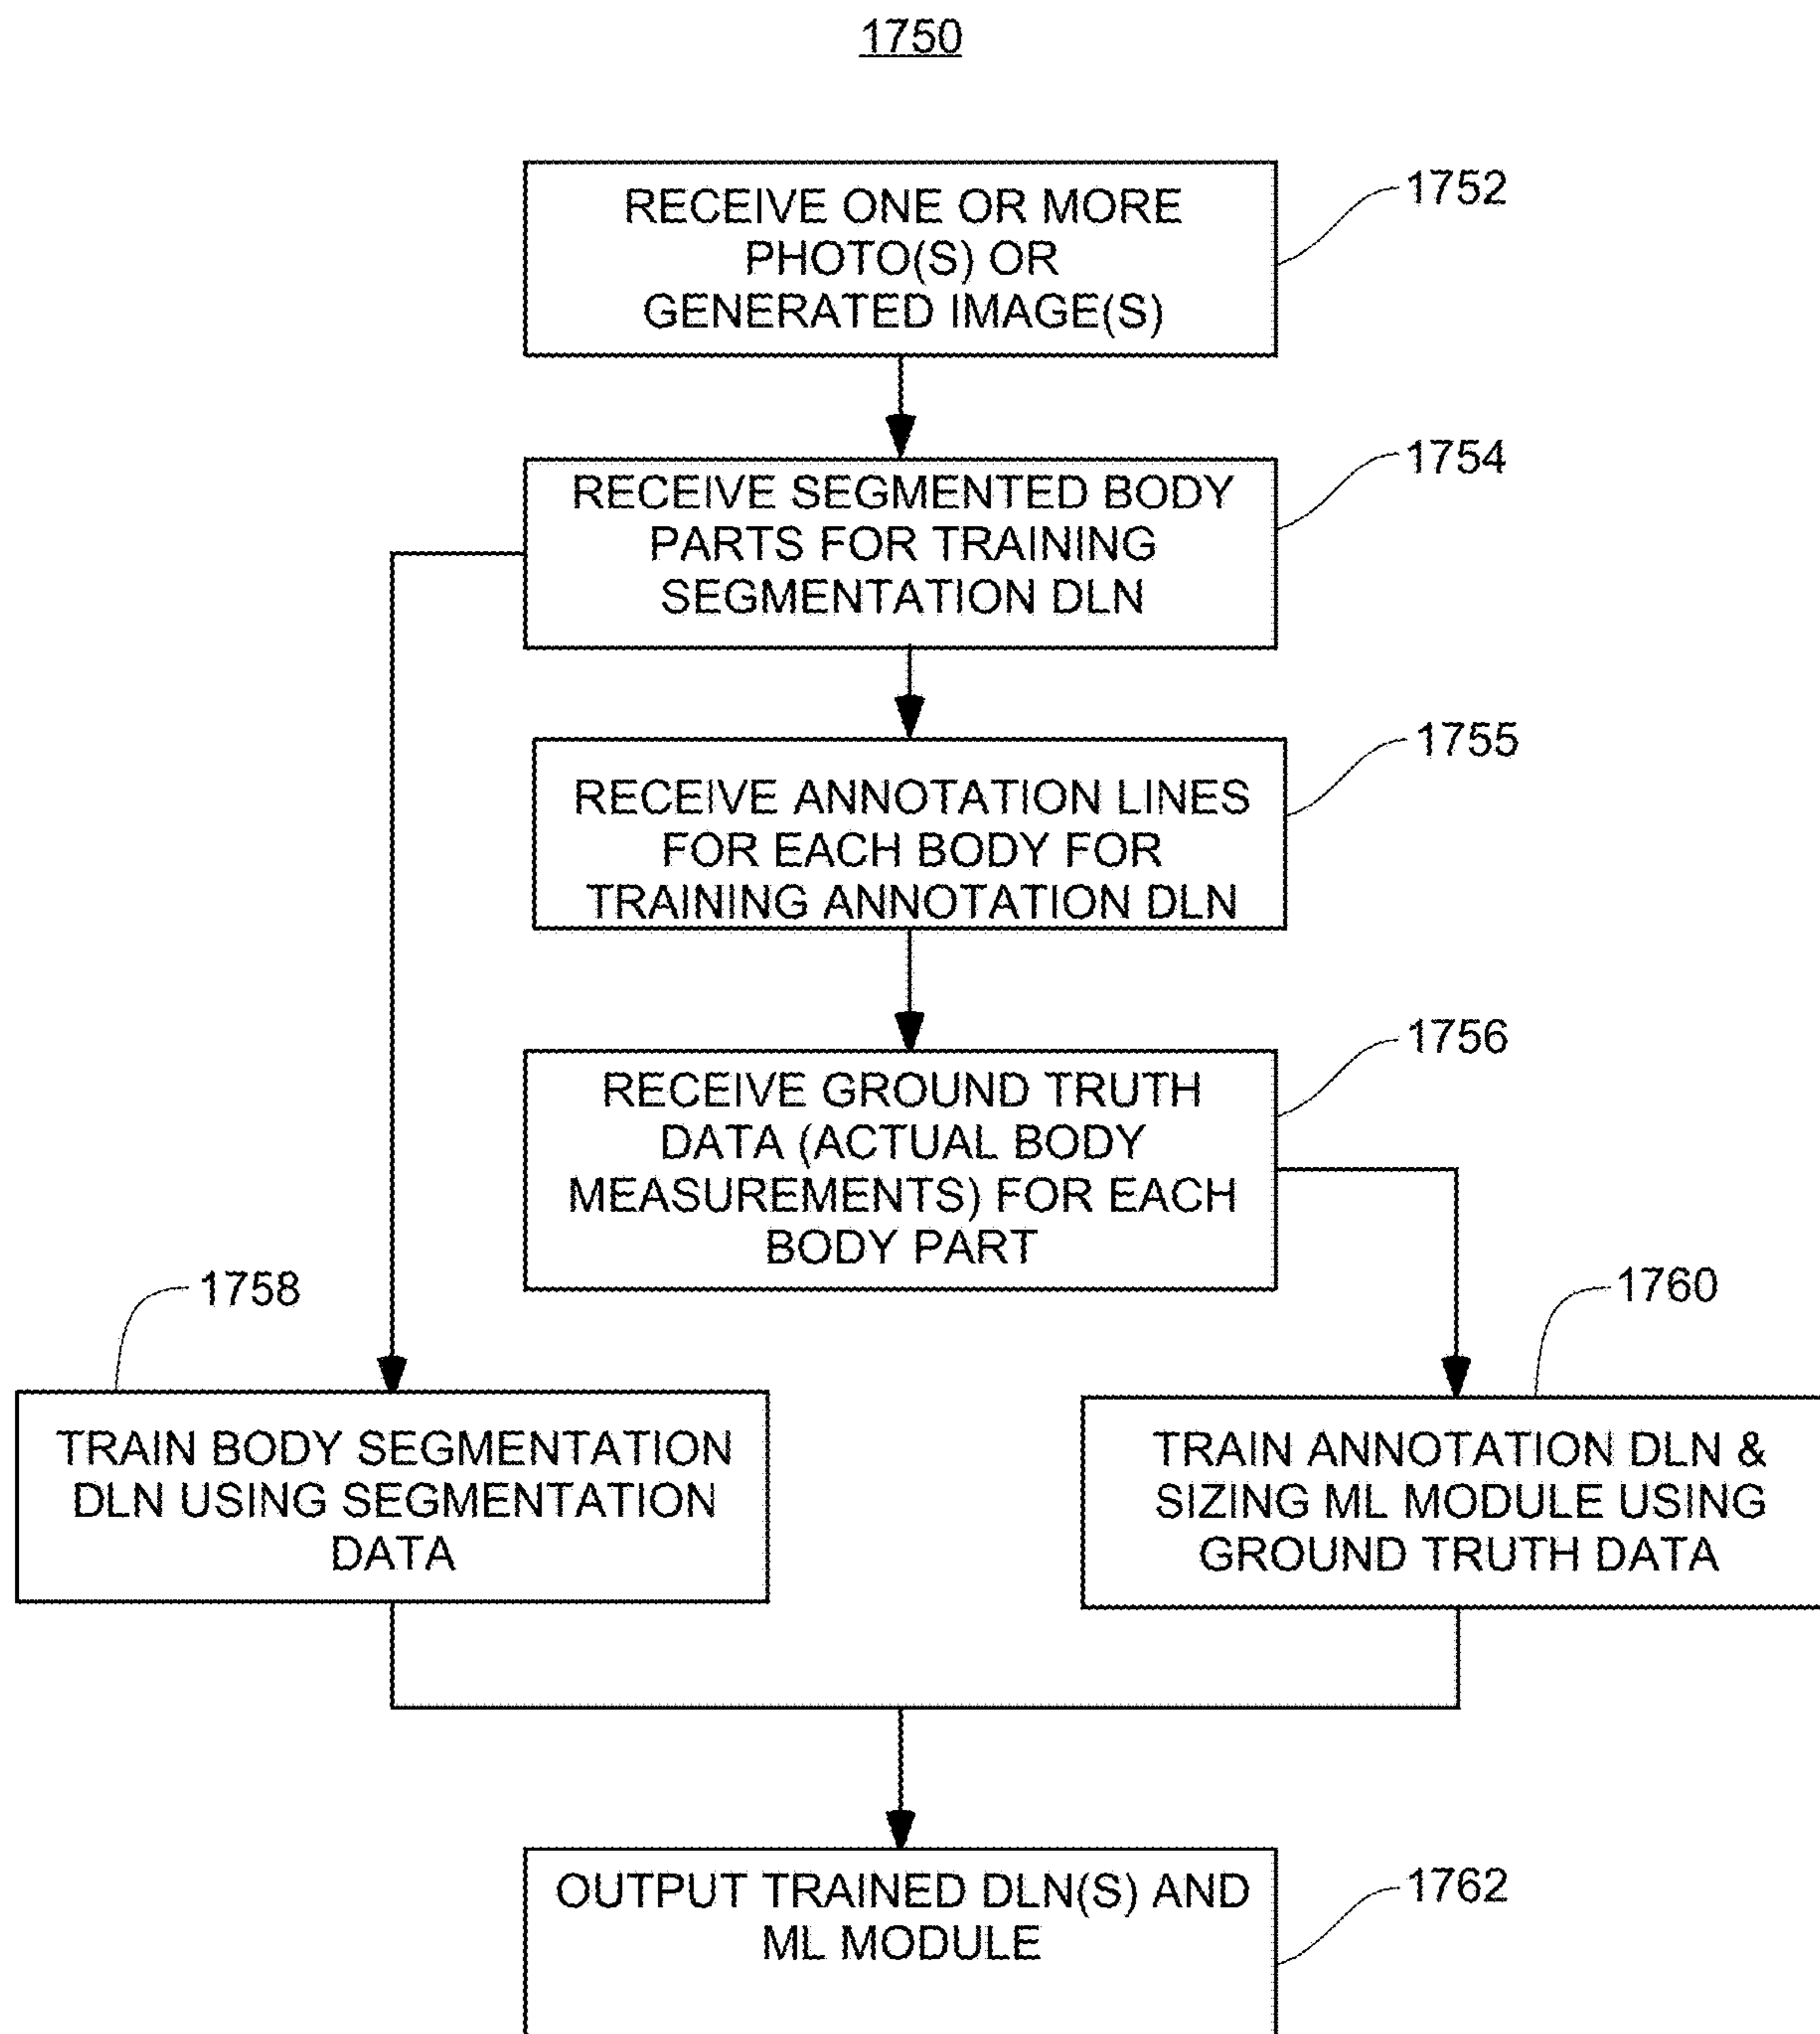 1750
RECEIVE ONE OR MORE
PHOTO(S) OR
GENERATED IMAGE(S)
1752
RECEIVE SEGMENTED BODY
PARTS FOR TRAINING
SEGMENTATION DLN
1754
RECEIVE ANNOTATION LINES
FOR EACH BODY FOR
TRAINING ANNOTATION DLN
1755
RECEIVE GROUND TRUTH
DATA (ACTUAL BODY
MEASUREMENTS) FOR EACH
BODY PART
1756
1758
TRAIN BODY SEGMENTATION
DLN USING SEGMENTATION
DATA
1760
TRAIN ANNOTATION DLN &
SIZING ML MODULE USING
GROUND TRUTH DATA
OUTPUT TRAINED DLN(S) AND
ML MODULE
1762